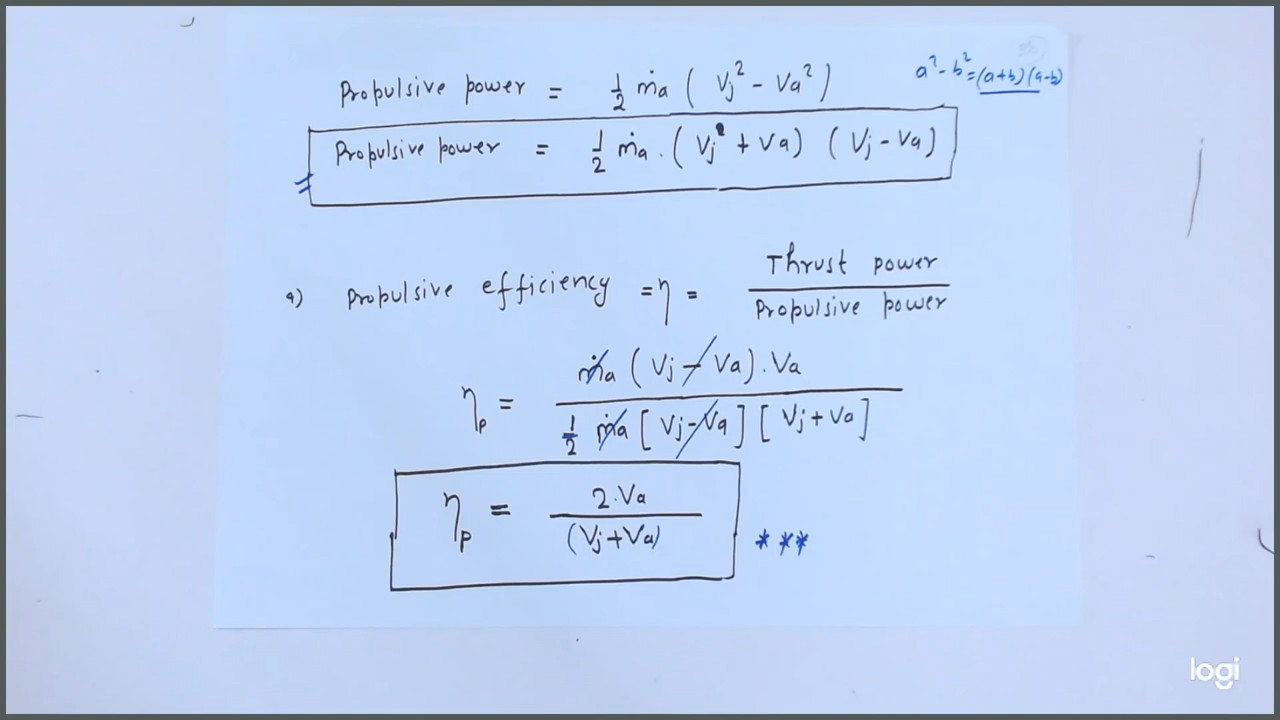 a² - b² = (a+b) (a-b)
Propulsive power = 1/2 ṁa ( Vj² - Va² )
Propulsive power = 1/2 ṁa . ( Vj + Va) ( Vj - Va)
Thrust power
Propulsive efficiency = η = ―
Propulsive power
ηp = ṁa ( Vj - Va ) . Va / 1/2 ṁa [ Vj - Va ] [ Vj + Va ]
ηp = 2.Va / (Vj + Va) ***
logi